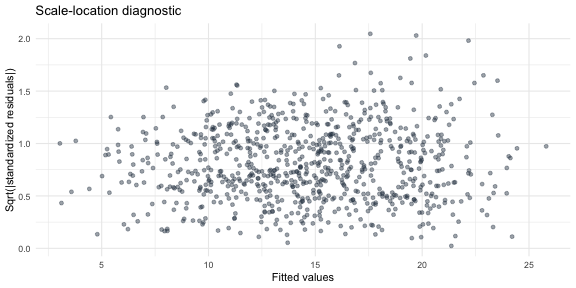 Scale-location diagnostic
Sqrt(|standardized residuals|)
2.0
1.5
1.0
0.5
0.0
5 10 15 20 25
Fitted values